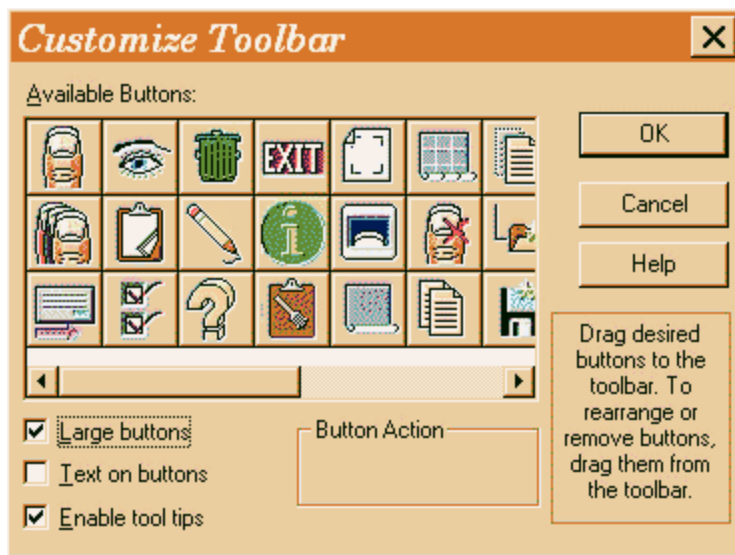 Customize Toolbar
Available Buttons:
EXIT
OK
Cancel
Help
Drag desired
buttons to the
toolbar. To
rearrange or
remove buttons,
drag them from
the toolbar.
Large buttons
Text on buttons
Enable tool tips
Button Action